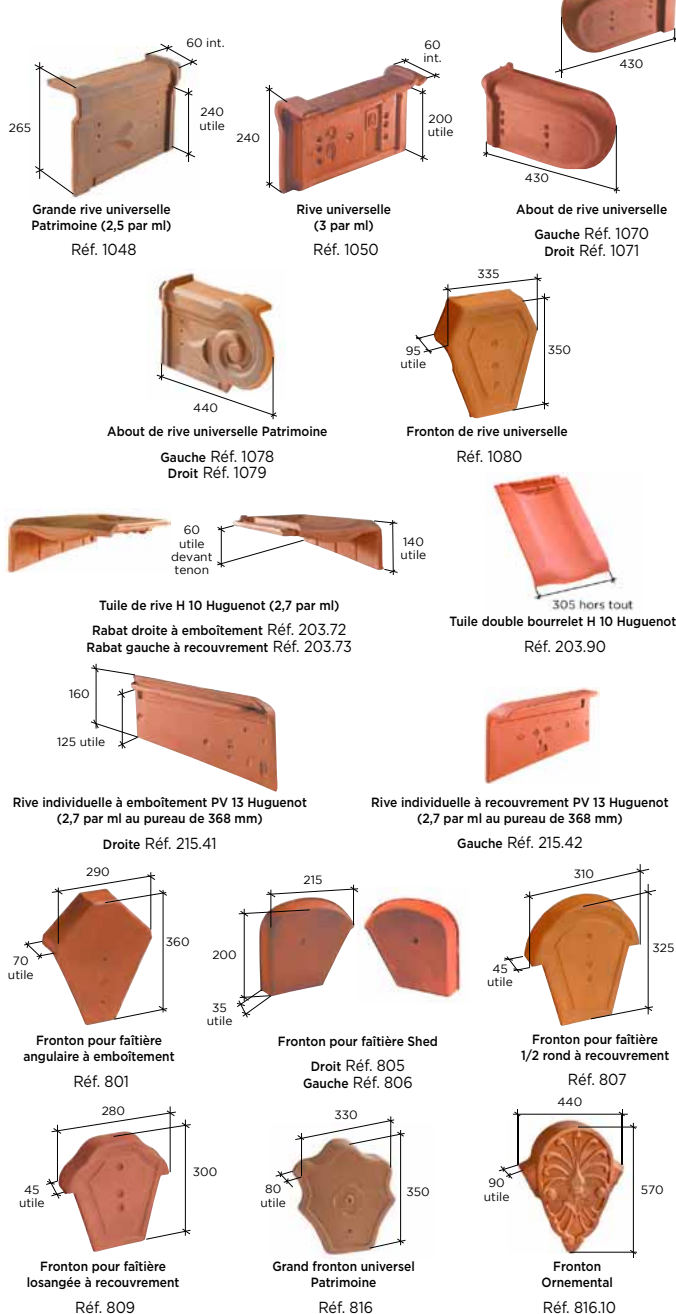 60 int.
265
240
utile
Grande rive universelle
Patrimoine (2,5 par ml)
Réf. 1048
60
int.
240
200
utile
Rive universelle
(3 par ml)
Réf. 1050
430
430
About de rive universelle
Gauche Réf. 1070
Droit Réf. 1071
440
About de rive universelle Patrimoine
Gauche Réf. 1078
Droit Réf. 1079
335
95
utile
350
Fronton de rive universelle
Réf. 1080
60
utile
devant
tenon
140
utile
Tuile de rive H 10 Huguenot (2,7 par ml)
Rabat droite à emboîtement Réf. 203.72
Rabat gauche à recouvrement Réf. 203.73
305 hors tout
Tuile double bourrelet H 10 Huguenot
Réf. 203.90
160
125 utile
Rive individuelle à emboîtement PV 13 Huguenot
(2,7 par ml au pureau de 368 mm)
Droite Réf. 215.41
Rive individuelle à recouvrement PV 13 Huguenot
(2,7 par ml au pureau de 368 mm)
Gauche Réf. 215.42
290
70
utile
360
Fronton pour faîtière
angulaire à emboîtement
Réf. 801
215
200
35
utile
Fronton pour faîtière Shed
Droit Réf. 805
Gauche Réf. 806
310
45
utile
325
Fronton pour faîtière
1/2 rond à recouvrement
Réf. 807
280
45
utile
300
Fronton pour faîtière
losangée à recouvrement
Réf. 809
330
80
utile
350
Grand fronton universel
Patrimoine
Réf. 816
440
90
utile
570
Fronton
Ornemental
Réf. 816.10